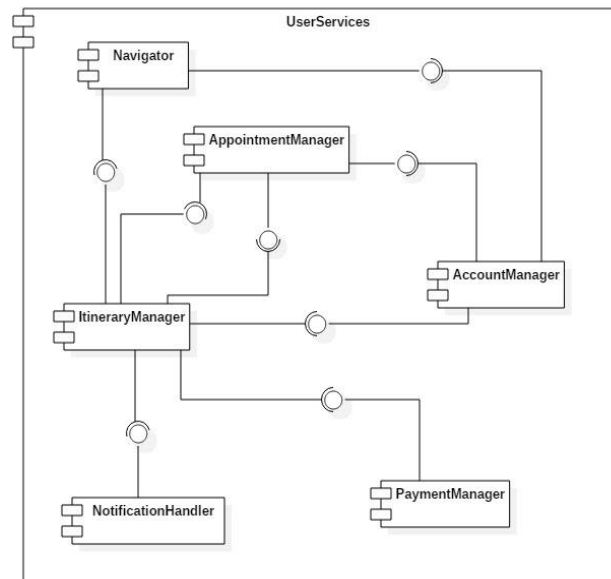 UserServices
Navigator
AppointmentManager
AccountManager
ItineraryManager
PaymentManager
NotificationHandler